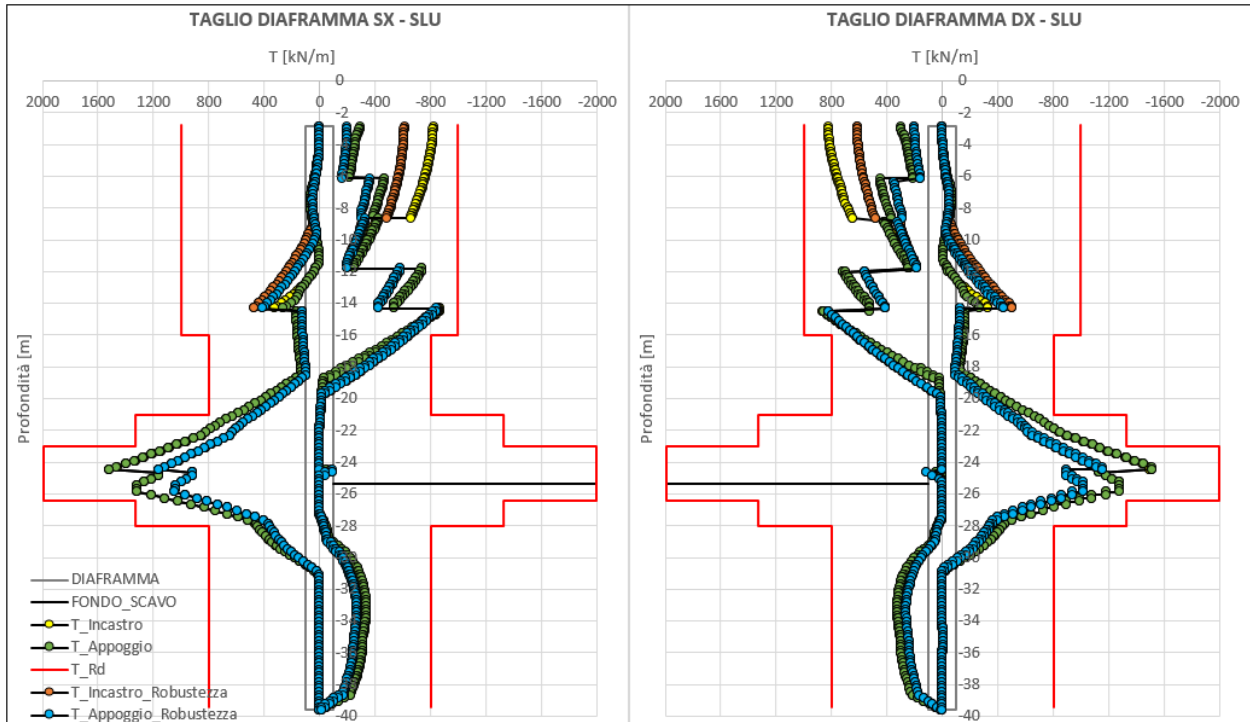 TAGLIO DIAFRAMMA SX - SLU
T [kN/m]
2000 1600 1200 800 400 0 -400 -800 -1200 -1600 -2000
0
-2
-4
-6
-8
-10
-12
-14
-16
-18
-20
-22
-24
-26
-28
-30
-32
-34
-36
-38
-40
Profondità [m]
DIAFRAMMA
FONDO_SCAVO
T_Incastro
T_Appoggio
T_Rd
T_Incastro_Robustezza
T_Appoggio_Robustezza
TAGLIO DIAFRAMMA DX - SLU
T [kN/m]
2000 1600 1200 800 400 0 -400 -800 -1200 -1600 -2000
0
-2
-4
-6
-8
-10
-12
-14
-16
-18
-20
-22
-24
-26
-28
-30
-32
-34
-36
-38
-40
Profondità [m]